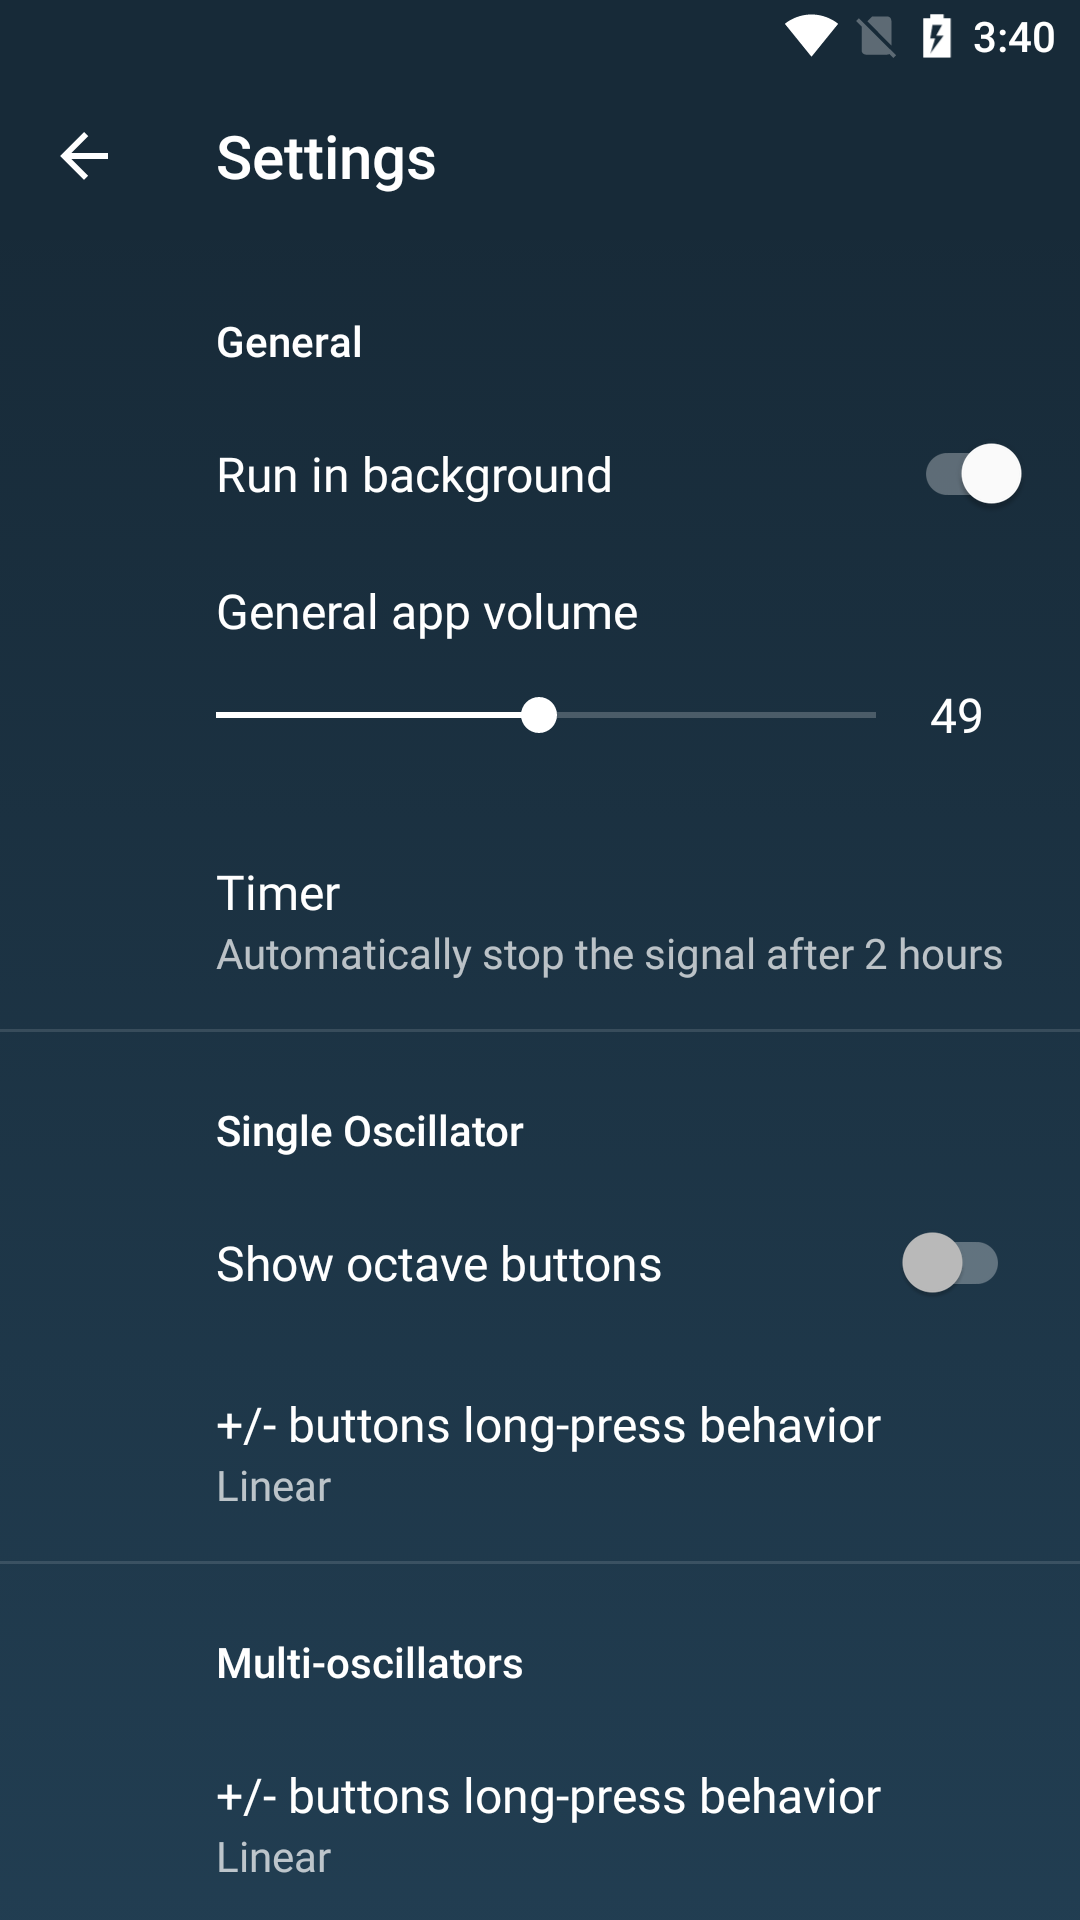 3:40
Settings
General
Run in background
General app volume
49
Timer
Automatically stop the signal after 2 hours
Single Oscillator
Show octave buttons
+/- buttons long-press behavior
Linear
Multi-oscillators
+/- buttons long-press behavior
Linear